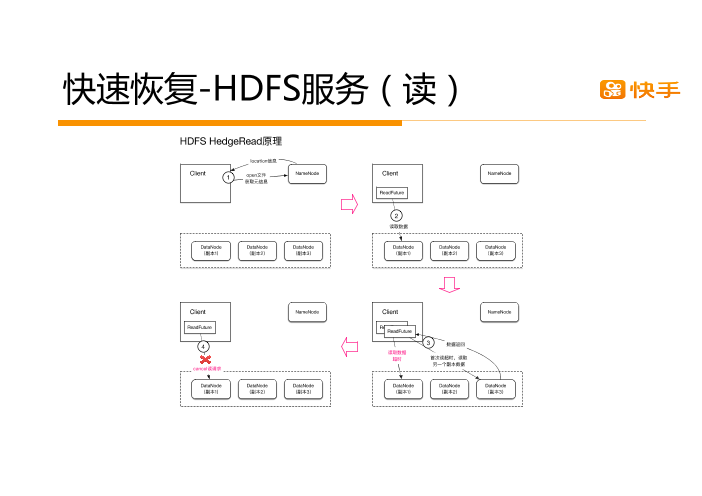 快速恢复-HDFS服务（读）
快手
HDFS HedgeRead原理
location信息
Client
1
open文件
获取元信息
NameNode
DataNode
（副本1）
DataNode
（副本2）
DataNode
（副本3）
Client
NameNode
ReadFuture
2
读取数据
DataNode
（副本1）
DataNode
（副本2）
DataNode
（副本3）
Client
NameNode
ReadFuture
4
cancel读请求
DataNode
（副本1）
DataNode
（副本2）
DataNode
（副本3）
Client
NameNode
Re
ReadFuture
3
数据返回
读取数据
超时
首次读超时，读取
另一个副本数据
DataNode
（副本1）
DataNode
（副本2）
DataNode
（副本3）